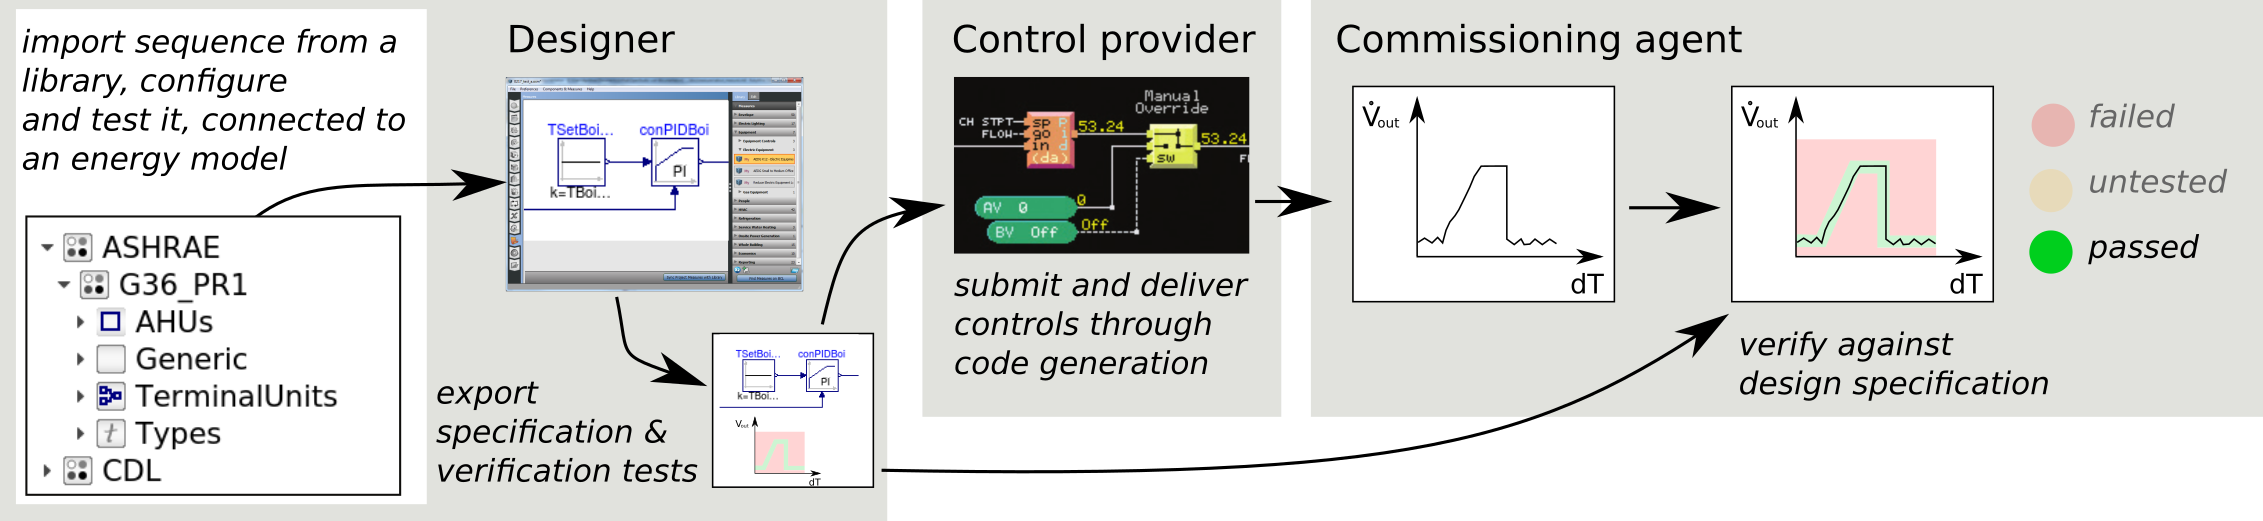 import sequence from a
library, configure
and test it, connected to
an energy model
ASHRAE
G36_PR1
AHUs
Generic
TerminalUnits
Types
CDL
Designer
TSetBoi...
conPIDBoi
PI
k=TBoi...
export
specification &
verification tests
TSetBoi...
conPIDBoi
PI
k=TBoi...
V̇out
dT
Control provider
Manual
Override
CH STPT
FLOW
sp P
go i
in d
(da)
53.24
SW
53.24
AV 0
0
BV Off
Off
submit and deliver
controls through
code generation
Commissioning agent
V̇out
dT
V̇out
dT
verify against
design specification
failed
untested
passed